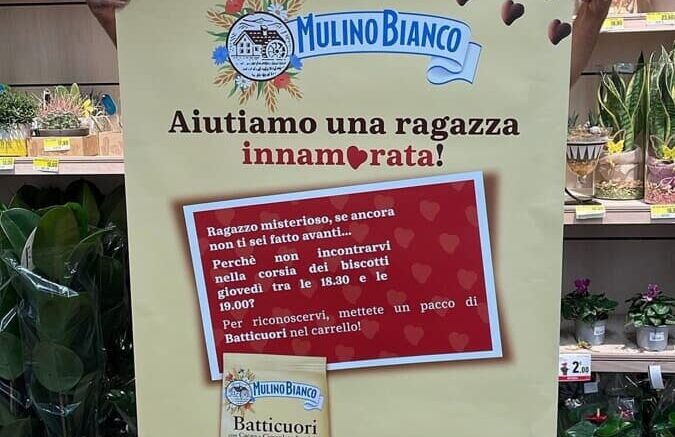 MULINO BIANCO
Aiutiamo una ragazza
innamorata!
Ragazzo misterioso, se ancora
non ti sei fatto avanti...
Perchè non incontrarvi
nella corsia dei biscotti
giovedì tra le 18.30 e le
19.00?
Per riconoscervi, mettete un pacco di
Batticuori nel carrello!
MULINO BIANCO
Batticuori
2,00